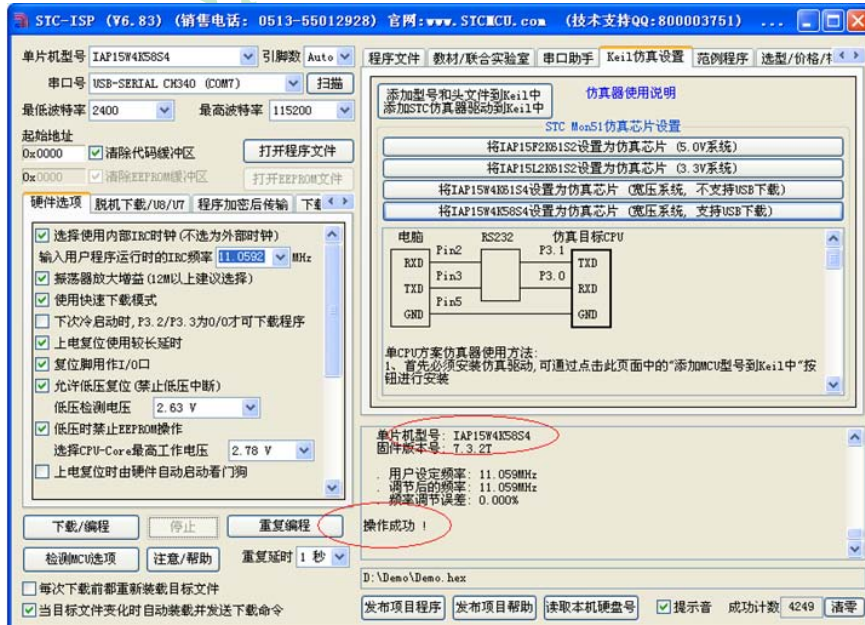 STC-ISP (V6.83) (销售电话: 0513-55012928) 官网:www.STCMCU.com (技术支持QQ:800003751) ...
单片机型号 IAP15W4K58S4 引脚数 Auto
串口号 USB-SERIAL CH340 (COM7) 扫描
最低波特率 2400 最高波特率 115200
起始地址
0x0000 清除代码缓冲区 打开程序文件
0x0000 清除EEPROM缓冲区 打开EEPROM文件
硬件选项 脱机下载/U8/U7 程序加密后传输
选择使用内部IRC时钟(不选为外部时钟)
输入用户程序运行时的IRC频率 11.0592 MHz
振荡器放大增益(12M以上建议选择)
使用快速下载模式
下次冷启动时,P3.2/P3.3为0/0才可下载程序
上电复位使用较长延时
复位脚用作I/O口
允许低压复位(禁止低压中断)
低压检测电压 2.63 V
低压时禁止EEPROM操作
选择CPU-Core最高工作电压 2.78 V
上电复位时由硬件自动启动看门狗
下载/编程 停止 重复编程
检测MCU选项 注意/帮助 重复延时 1 秒
每次下载前都重新装载目标文件
当目标文件变化时自动装载并发送下载命令
程序文件 教材/联合实验室 串口助手 Keil仿真设置 范例程序 选型/价格/
添加型号和头文件到Keil中
添加STC仿真器驱动到Keil中
仿真器使用说明
STC Mon51仿真芯片设置
将IAP15F2K61S2设置为仿真芯片 (5.0V系统)
将IAP15L2K61S2设置为仿真芯片 (3.3V系统)
将IAP15W4K61S4设置为仿真芯片 (宽压系统, 不支持USB下载)
将IAP15W4K58S4设置为仿真芯片 (宽压系统, 支持USB下载)
电脑 RS232 仿真目标CPU
Pin2 P3.1
RXD TXD
Pin3 P3.0
TXD RXD
Pin5
GND GND
单CPU方案仿真器使用方法:
1、首先必须安装仿真驱动,可通过点击此页面中的"添加MCU型号到Keil中"按
钮进行安装
单片机型号: IAP15W4K58S4
固件版本号: 7.3.2T
. 用户设定频率: 11.059MHz
. 调节后的频率: 11.059MHz
. 频率调节误差: 0.000%
操作成功 !
D:\Demo\Demo.hex
发布项目程序 发布项目帮助 读取本机硬盘号 提示音 成功计数 4249 清零